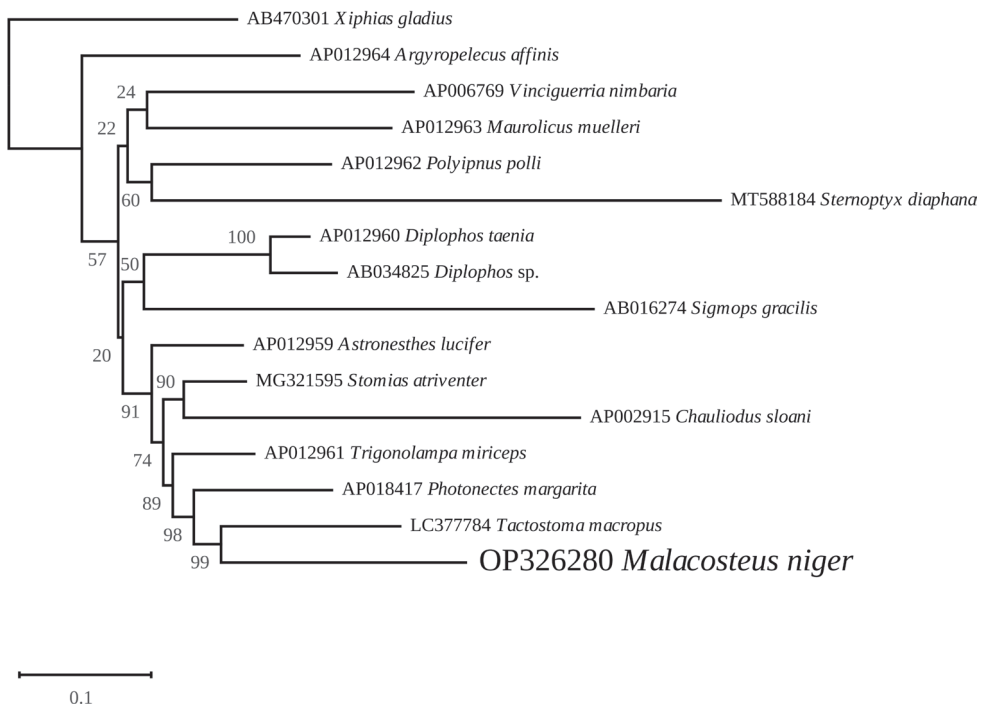 AB470301 Xiphias gladius
AP012964 Argyropelecus affinis
24
AP006769 Vinciguerria nimbaria
22
AP012963 Maurolicus muelleri
AP012962 Polyipnus polli
60
MT588184 Sternoptyx diaphana
100
AP012960 Diplophos taenia
57
50
AB034825 Diplophos sp.
AB016274 Sigmops gracilis
20
AP012959 Astronesthes lucifer
90
MG321595 Stomias atriventer
91
AP002915 Chauliodus sloani
74
AP012961 Trigonolampa miriceps
89
AP018417 Photonectes margarita
98
LC377784 Tactostoma macropus
99
OP326280 Malacosteus niger
0.1